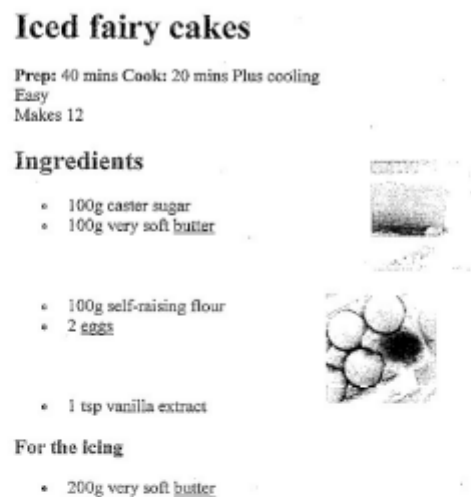 Iced fairy cakes
Prep: 40 mins Cook: 20 mins Plus cooling
Easy
Makes 12
Ingredients
100g caster sugar
100g very soft butter
100g self-raising flour
2 eggs
1 tsp vanilla extract
For the icing
200g very soft butter